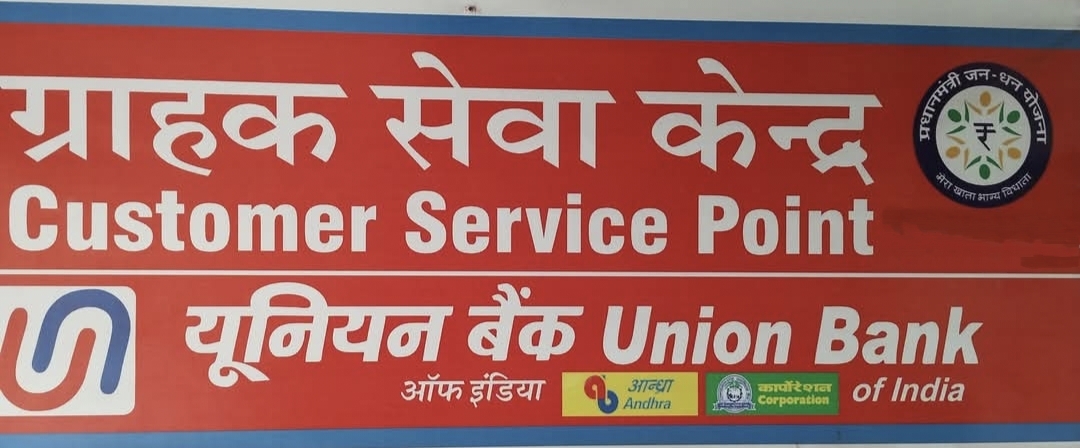 ग्राहक सेवा केन्द्र
Customer Service Point
प्रधानमंत्री जन-धन योजना
₹
मेरा खाता भाग्य विधाता
यूनियन बैंक Union Bank
ऑफ इंडिया आन्ध्रा Andhra कार्पोरेशन Corporation of India